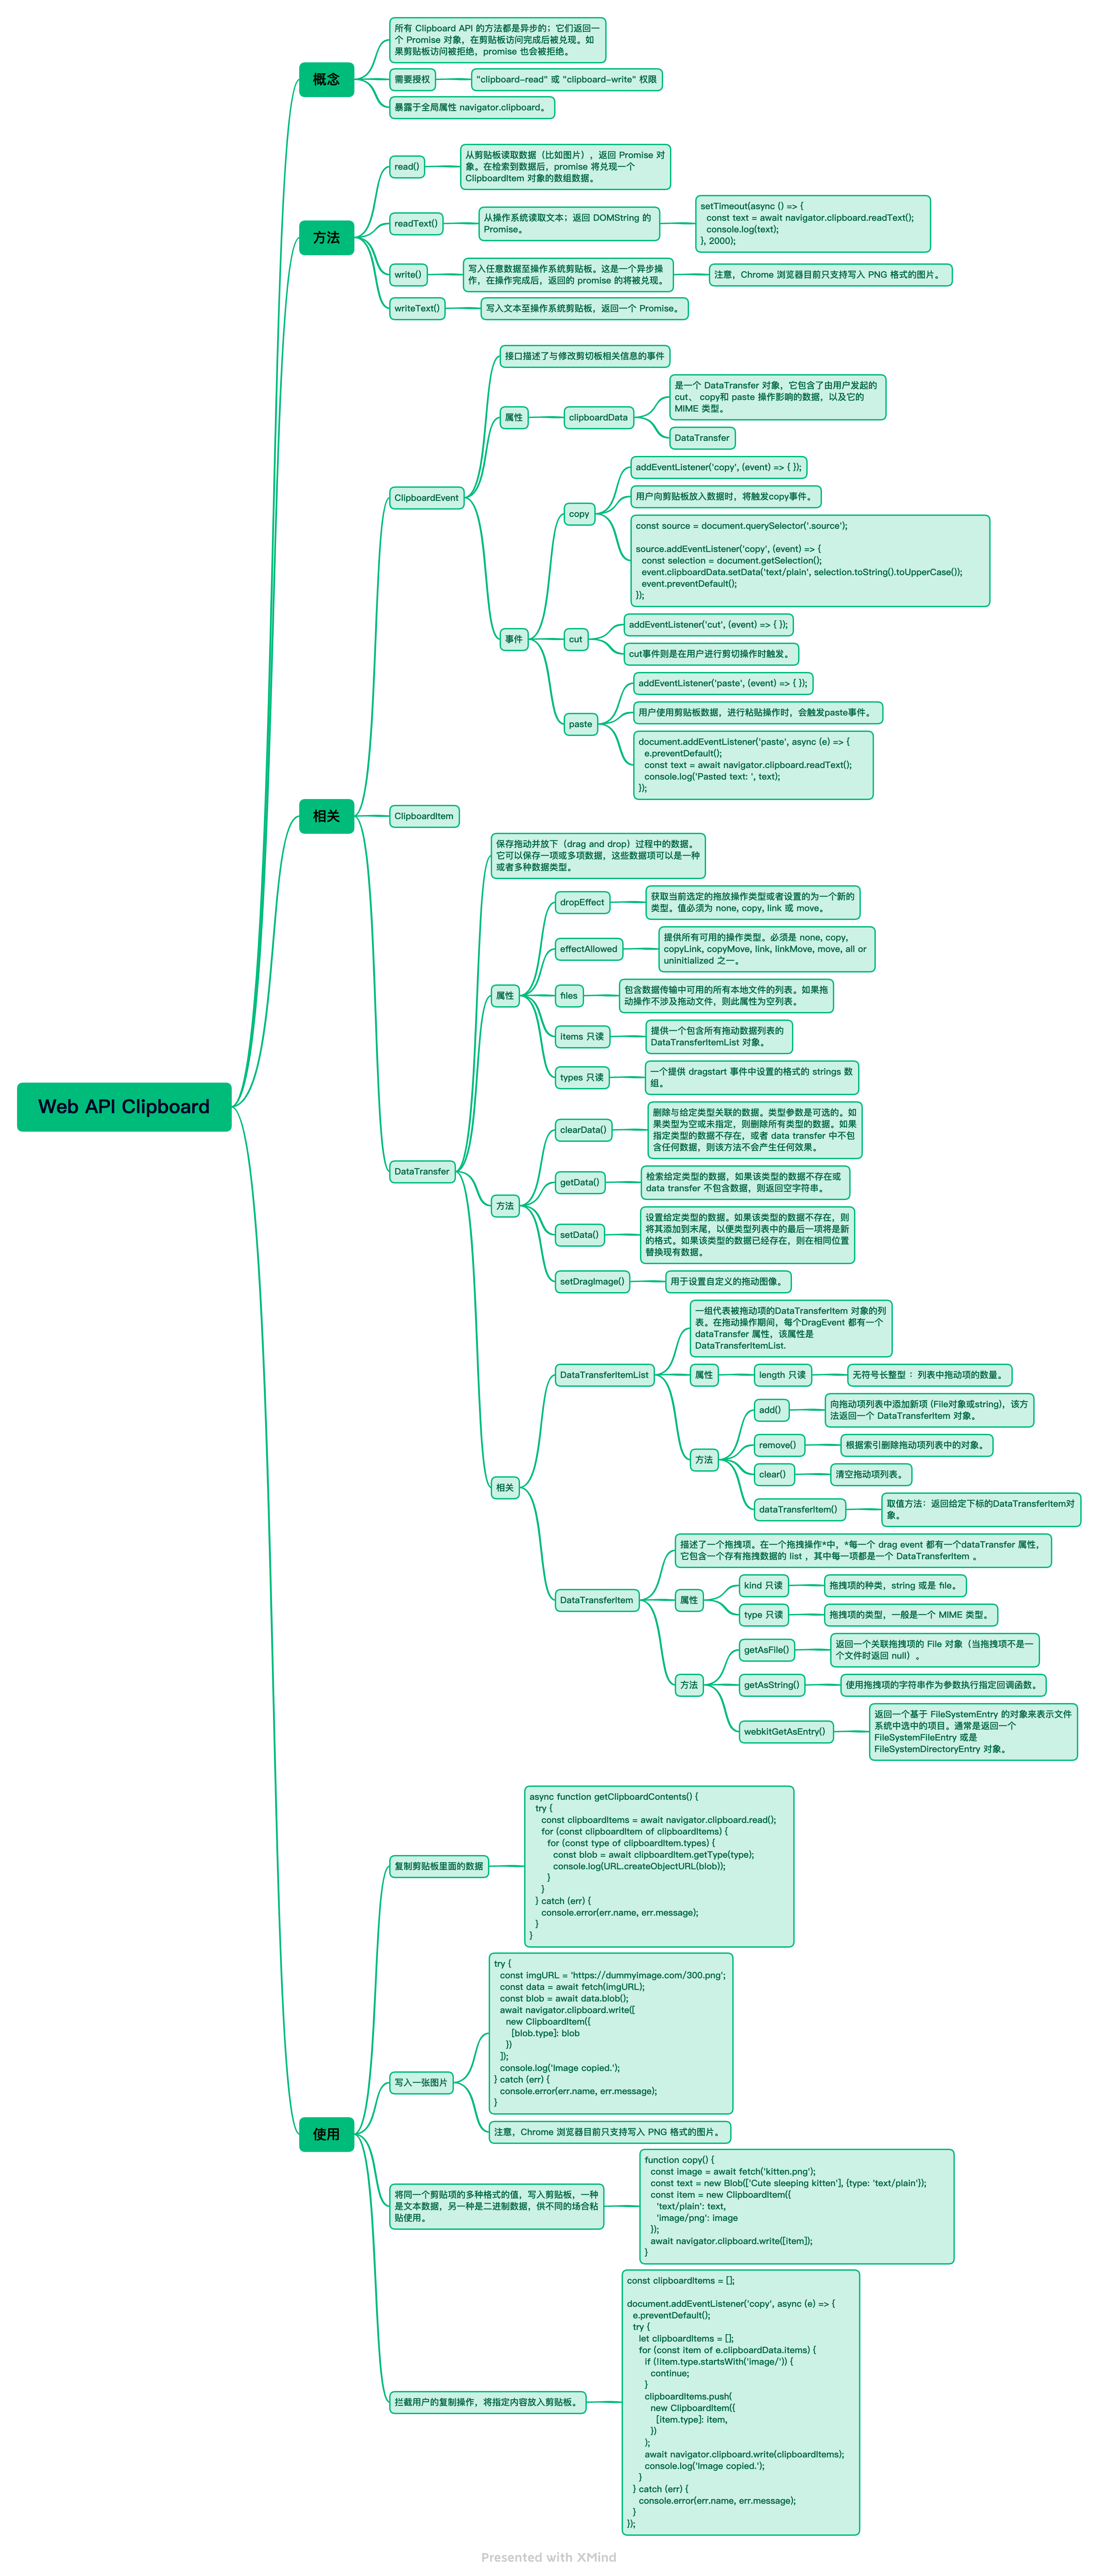 Web API Clipboard
概念
所有 Clipboard API 的方法都是异步的；它们返回一
个 Promise 对象，在剪贴板访问完成后被兑现。如
果剪贴板访问被拒绝，promise 也会被拒绝。
需要授权
"clipboard-read" 或 "clipboard-write" 权限
暴露于全局属性 navigator.clipboard。
方法
read()
从剪贴板读取数据（比如图片），返回 Promise 对
象。在检索到数据后，promise 将兑现一个
ClipboardItem 对象的数组数据。
readText()
从操作系统读取文本；返回 DOMString 的
Promise。
setTimeout(async () => {
const text = await navigator.clipboard.readText();
console.log(text);
}, 2000);
write()
写入任意数据至操作系统剪贴板。这是一个异步操
作，在操作完成后，返回的 promise 的将被兑现。
注意，Chrome 浏览器目前只支持写入 PNG 格式的图片。
writeText()
写入文本至操作系统剪贴板，返回一个 Promise。
相关
ClipboardEvent
接口描述了与修改剪切板相关信息的事件
属性
clipboardData
是一个 DataTransfer 对象，它包含了由用户发起的
cut、 copy和 paste 操作影响的数据，以及它的
MIME 类型。
DataTransfer
事件
copy
addEventListener('copy', (event) => { });
用户向剪贴板放入数据时，将触发copy事件。
const source = document.querySelector('.source');
source.addEventListener('copy', (event) => {
const selection = document.getSelection();
event.clipboardData.setData('text/plain', selection.toString().toUpperCase());
event.preventDefault();
});
cut
addEventListener('cut', (event) => { });
cut事件则是在用户进行剪切操作时触发。
paste
addEventListener('paste', (event) => { });
用户使用剪贴板数据，进行粘贴操作时，会触发paste事件。
document.addEventListener('paste', async (e) => {
e.preventDefault();
const text = await navigator.clipboard.readText();
console.log('Pasted text: ', text);
});
ClipboardItem
DataTransfer
保存拖动并放下（drag and drop）过程中的数据。
它可以保存一项或多项数据，这些数据项可以是一种
或者多种数据类型。
属性
dropEffect
获取当前选定的拖放操作类型或者设置的为一个新的
类型。值必须为 none, copy, link 或 move。
effectAllowed
提供所有可用的操作类型。必须是 none, copy,
copyLink, copyMove, link, linkMove, move, all or
uninitialized 之一。
files
包含数据传输中可用的所有本地文件的列表。如果拖
动操作不涉及拖动文件，则此属性为空列表。
items 只读
提供一个包含所有拖动数据列表的
DataTransferItemList 对象。
types 只读
一个提供 dragstart 事件中设置的格式的 strings 数
组。
方法
clearData()
删除与给定类型关联的数据。类型参数是可选的。如
果类型为空或未指定，则删除所有类型的数据。如果
指定类型的数据不存在，或者 data transfer 中不包
含任何数据，则该方法不会产生任何效果。
getData()
检索给定类型的数据，如果该类型的数据不存在或
data transfer 不包含数据，则返回空字符串。
setData()
设置给定类型的数据。如果该类型的数据不存在，则
将其添加到末尾，以便类型列表中的最后一项将是新
的格式。如果该类型的数据已经存在，则在相同位置
替换现有数据。
setDragImage()
用于设置自定义的拖动图像。
相关
DataTransferItemList
一组代表被拖动项的DataTransferItem 对象的列
表。在拖动操作期间，每个DragEvent 都有一个
dataTransfer 属性，该属性是
DataTransferItemList.
属性
length 只读
无符号长整型 ：列表中拖动项的数量。
方法
add()
向拖动项列表中添加新项 (File对象或string)，该方
法返回一个 DataTransferItem 对象。
remove()
根据索引删除拖动项列表中的对象。
clear()
清空拖动项列表。
dataTransferItem()
取值方法：返回给定下标的DataTransferItem对
象。
DataTransferItem
描述了一个拖拽项。在一个拖拽操作*中，*每一个 drag event 都有一个dataTransfer 属性，
它包含一个存有拖拽数据的 list ，其中每一项都是一个 DataTransferItem 。
属性
kind 只读
拖拽项的种类，string 或是 file。
type 只读
拖拽项的类型，一般是一个 MIME 类型。
方法
getAsFile()
返回一个关联拖拽项的 File 对象（当拖拽项不是一
个文件时返回 null）。
getAsString()
使用拖拽项的字符串作为参数执行指定回调函数。
webkitGetAsEntry()
返回一个基于 FileSystemEntry 的对象来表示文件
系统中选中的项目。通常是返回一个
FileSystemFileEntry 或是
FileSystemDirectoryEntry 对象。
使用
复制剪贴板里面的数据
async function getClipboardContents() {
try {
const clipboardItems = await navigator.clipboard.read();
for (const clipboardItem of clipboardItems) {
for (const type of clipboardItem.types) {
const blob = await clipboardItem.getType(type);
console.log(URL.createObjectURL(blob));
}
}
} catch (err) {
console.error(err.name, err.message);
}
}
写入一张图片
try {
const imgURL = 'https://dummyimage.com/300.png';
const data = await fetch(imgURL);
const blob = await data.blob();
await navigator.clipboard.write([
new ClipboardItem({
[blob.type]: blob
})
]);
console.log('Image copied.');
} catch (err) {
console.error(err.name, err.message);
}
注意，Chrome 浏览器目前只支持写入 PNG 格式的图片。
将同一个剪贴项的多种格式的值，写入剪贴板，一种
是文本数据，另一种是二进制数据，供不同的场合粘
贴使用。
function copy() {
const image = await fetch('kitten.png');
const text = new Blob(['Cute sleeping kitten'], {type: 'text/plain'});
const item = new ClipboardItem({
'text/plain': text,
'image/png': image
});
await navigator.clipboard.write([item]);
}
拦截用户的复制操作，将指定内容放入剪贴板。
const clipboardItems = [];
document.addEventListener('copy', async (e) => {
e.preventDefault();
try {
let clipboardItems = [];
for (const item of e.clipboardData.items) {
if (!item.type.startsWith('image/')) {
continue;
}
clipboardItems.push(
new ClipboardItem({
[item.type]: item,
})
);
await navigator.clipboard.write(clipboardItems);
console.log('Image copied.');
}
} catch (err) {
console.error(err.name, err.message);
}
});
Presented with XMind